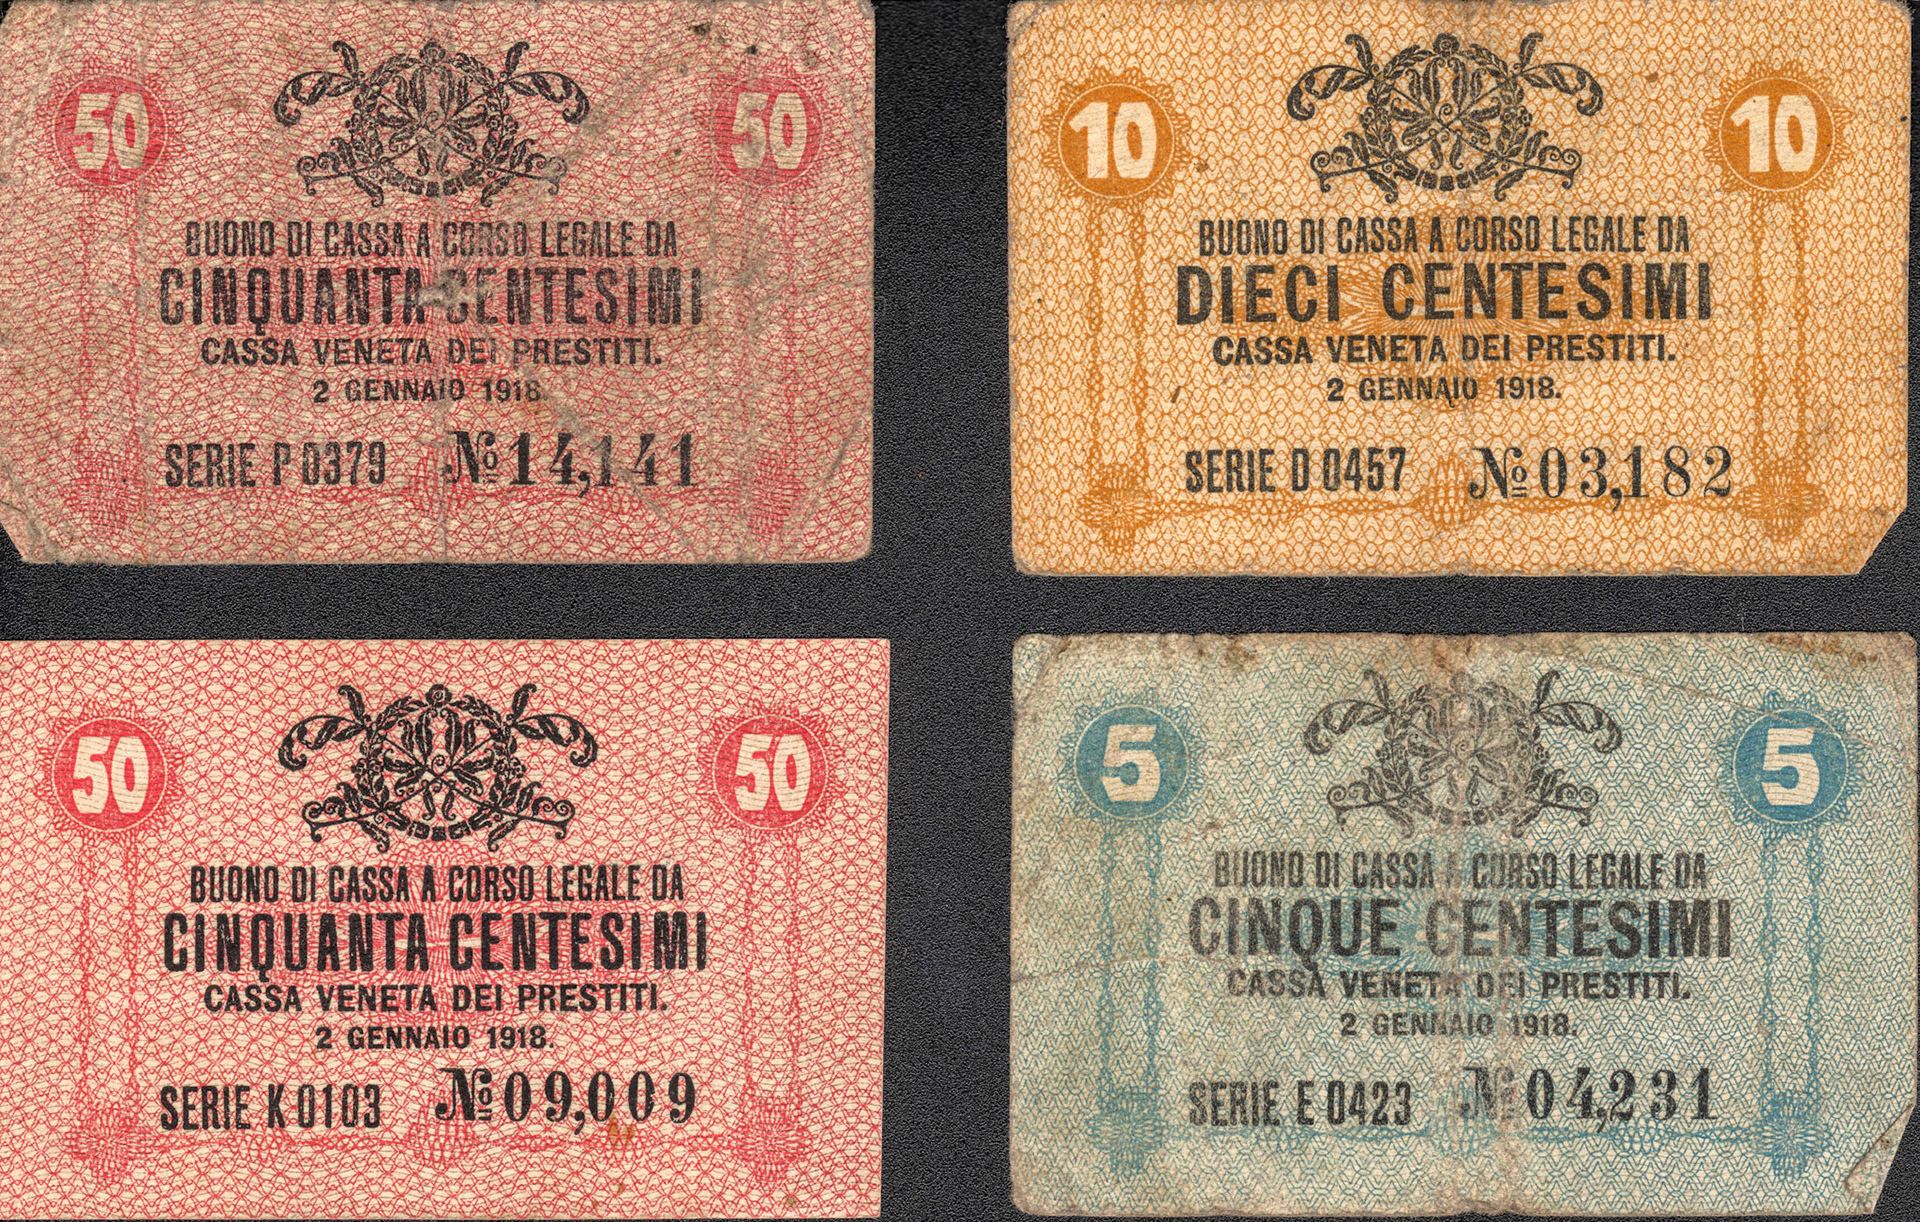 50 50
BUONO DI CASSA A CORSO LEGALE DA
CINQUANTA CENTESIMI
CASSA VENETA DEI PRESTITI.
2 GENNAIO 1918.
SERIE P 0379 No 14,141
10 10
BUONO DI CASSA A CORSO LEGALE DA
DIECI CENTESIMI
CASSA VENETA DEI PRESTITI.
2 GENNAIO 1918.
SERIE D 0457 No 03,182
50 50
BUONO DI CASSA A CORSO LEGALE DA
CINQUANTA CENTESIMI
CASSA VENETA DEI PRESTITI.
2 GENNAIO 1918.
SERIE K 0103 No 09,009
5 5
BUONO DI CASSA A CORSO LEGALE DA
CINQUE CENTESIMI
CASSA VENETA DEI PRESTITI.
2 GENNAIO 1918.
SERIE E 0423 No 04,231